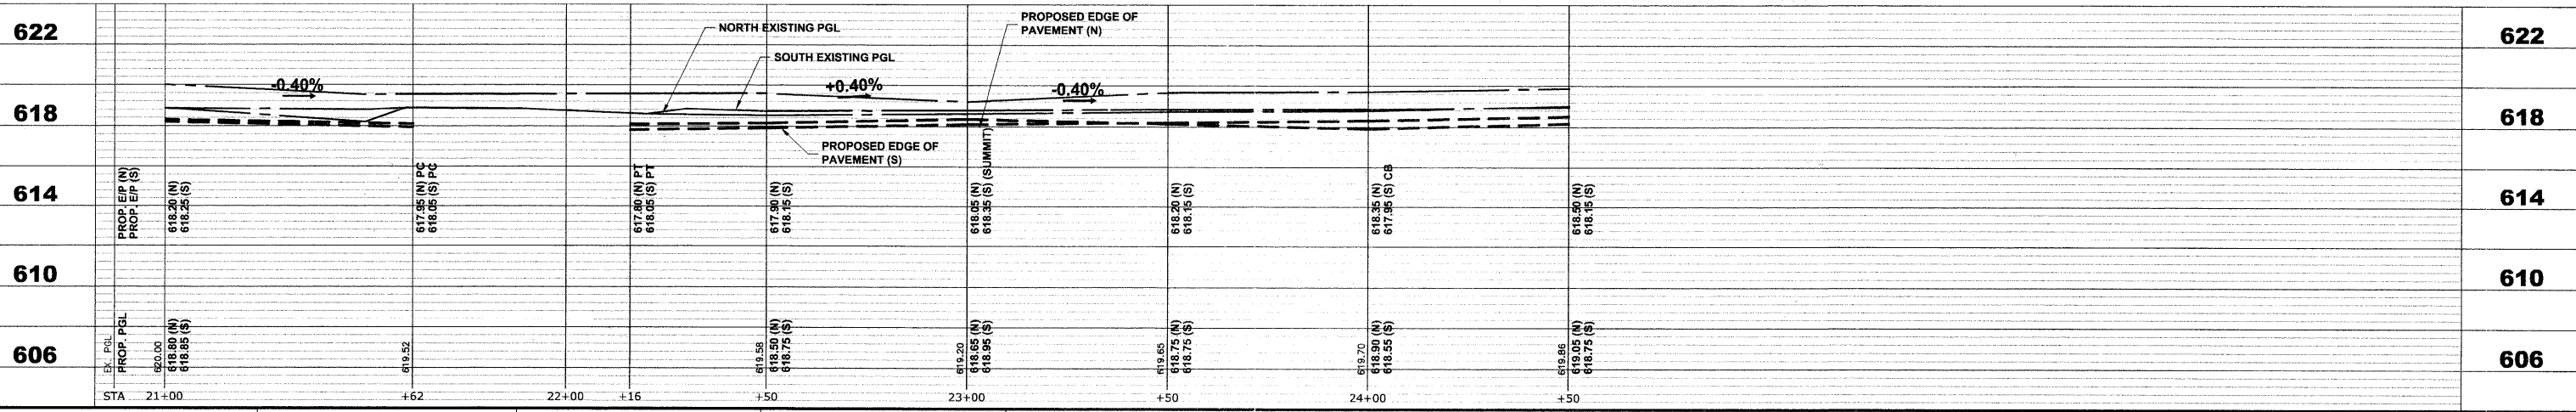 622
618
614
610
606
NORTH EXISTING PGL
SOUTH EXISTING PGL
PROPOSED EDGE OF
PAVEMENT (N)
-0.40%
+0.40%
-0.40%
PROPOSED EDGE OF
PAVEMENT (S)
PROP. E/P (N)
PROP. E/P (S)
618.20 (N)
618.25 (S)
617.95 (N) PC
618.05 (S) PC
617.80 (N) PT
618.05 (S) PT
617.90 (N)
618.15 (S)
618.05 (N)
618.35 (S) (SUMMIT)
618.20 (N)
618.15 (S)
618.35 (N)
617.95 (S) CB
618.50 (N)
618.15 (S)
EX. PGL
PROP. PGL
620.00
618.80 (N)
618.85 (S)
619.52
619.58
618.50 (N)
618.75 (S)
619.20
618.65 (N)
618.95 (S)
619.65
618.75 (N)
618.75 (S)
619.70
618.90 (N)
618.55 (S)
619.86
619.05 (N)
618.75 (S)
STA
21+00
+62
22+00
+16
+50
23+00
+50
24+00
+50
622
618
614
610
606